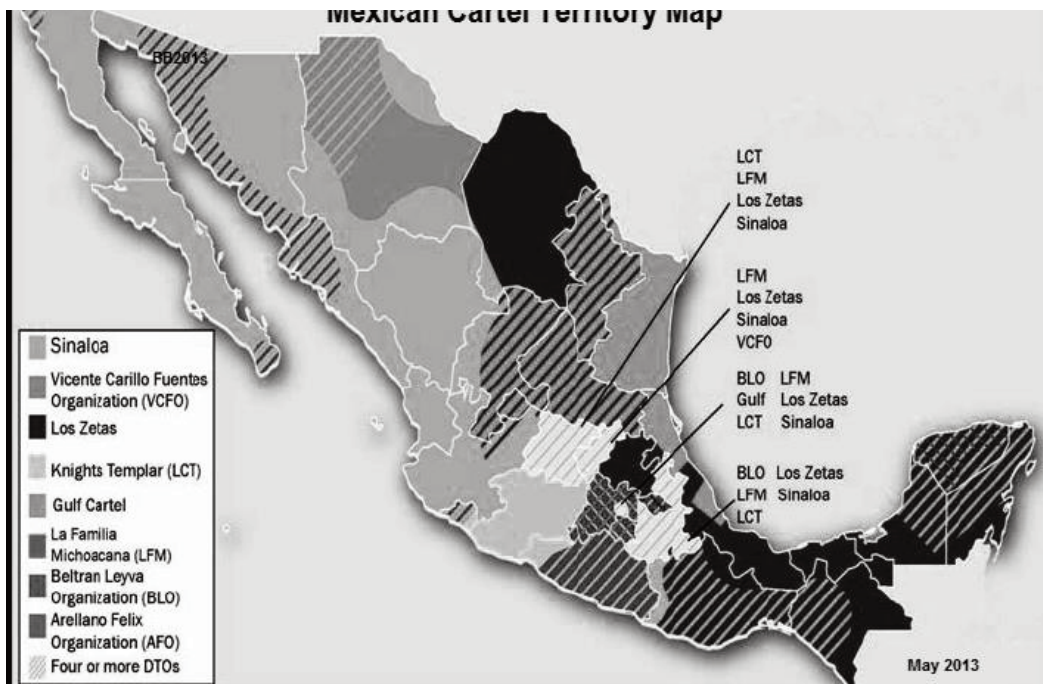 Mexican Cartel Territory Map
BB2013
LCT
LFM
Los Zetas
Sinaloa
LFM
Los Zetas
Sinaloa
VCF0
BLO LFM
Gulf Los Zetas
LCT Sinaloa
BLO Los Zetas
LFM Sinaloa
LCT
Sinaloa
Vicente Carillo Fuentes
Organization (VCFO)
Los Zetas
Knights Templar (LCT)
Gulf Cartel
La Familia
Michoacana (LFM)
Beltran Leyva
Organization (BLO)
Arellano Felix
Organization (AFO)
Four or more DTOs
May 2013